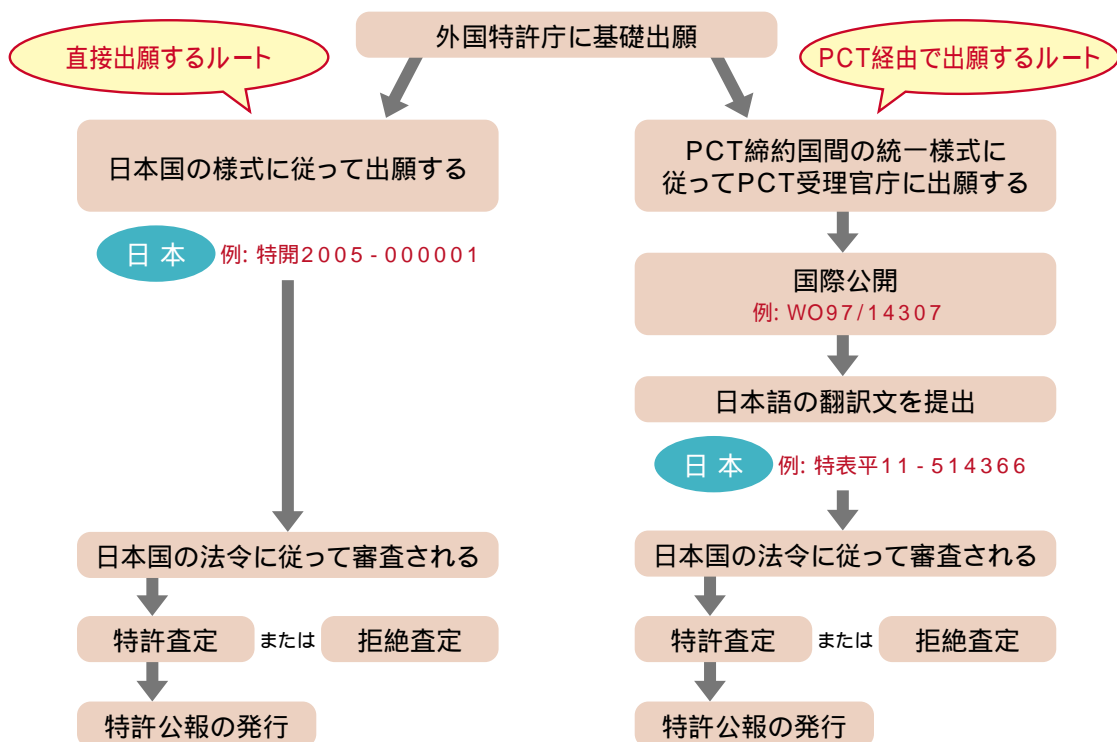 外国特許庁に基礎出願
直接出願するルート
PCT経由で出願するルート
日本国の様式に従って出願する
日本 例: 特開2005-000001
PCT締約国間の統一様式に
従ってPCT受理官庁に出願する
国際公開
例: WO97/14307
日本語の翻訳文を提出
日本 例: 特表平11-514366
日本国の法令に従って審査される
特許査定 または 拒絶査定
特許公報の発行
日本国の法令に従って審査される
特許査定 または 拒絶査定
特許公報の発行